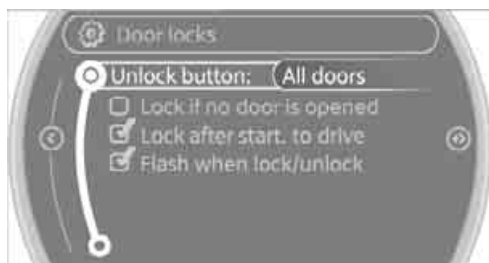 Door locks
Unlock button: All doors
Lock if no door is opened
Lock after start. to drive
Flash when lock/unlock